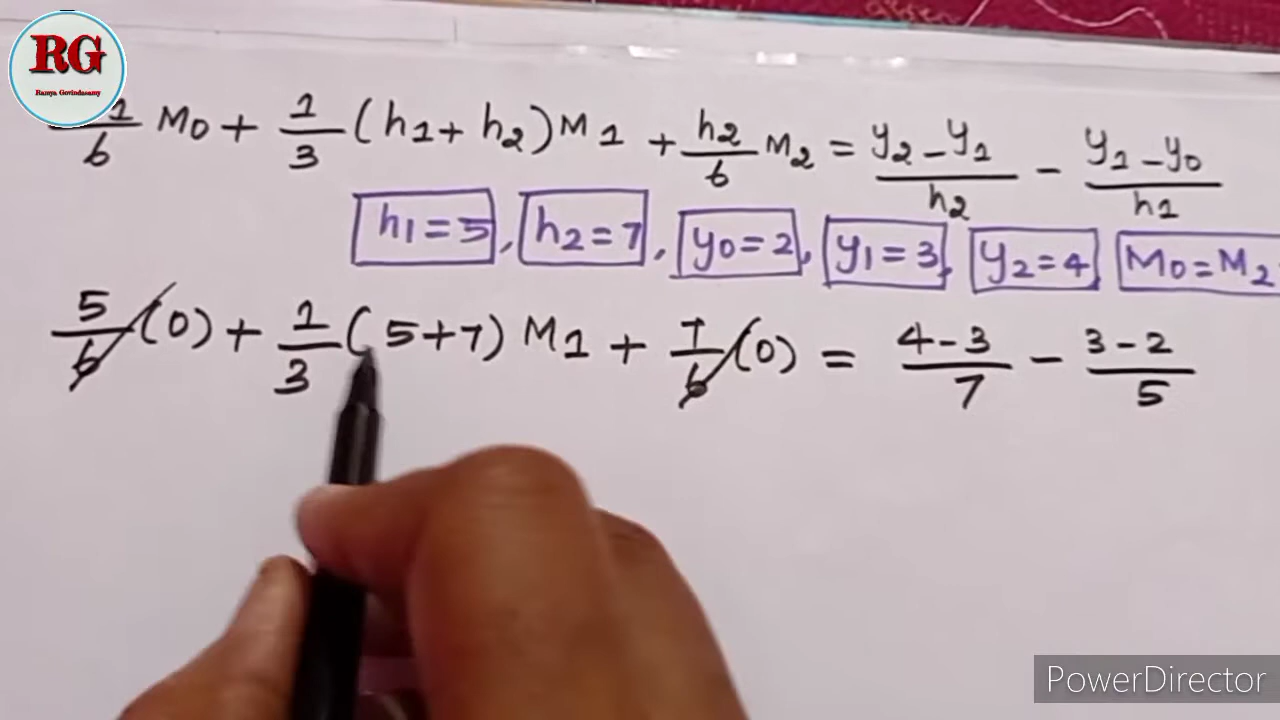 RG
Ramya Govindasamy
1/6 M0 + 1/3 (h1 + h2) M1 + h2/6 M2 = y2 - y1/h2 - y1 - y0/h1
h1 = 5, h2 = 7, y0 = 2, y1 = 3, y2 = 4, M0 = M2
5/6 (0) + 1/3 (5+7) M1 + 7/6 (0) = 4-3/7 - 3-2/5
PowerDirector